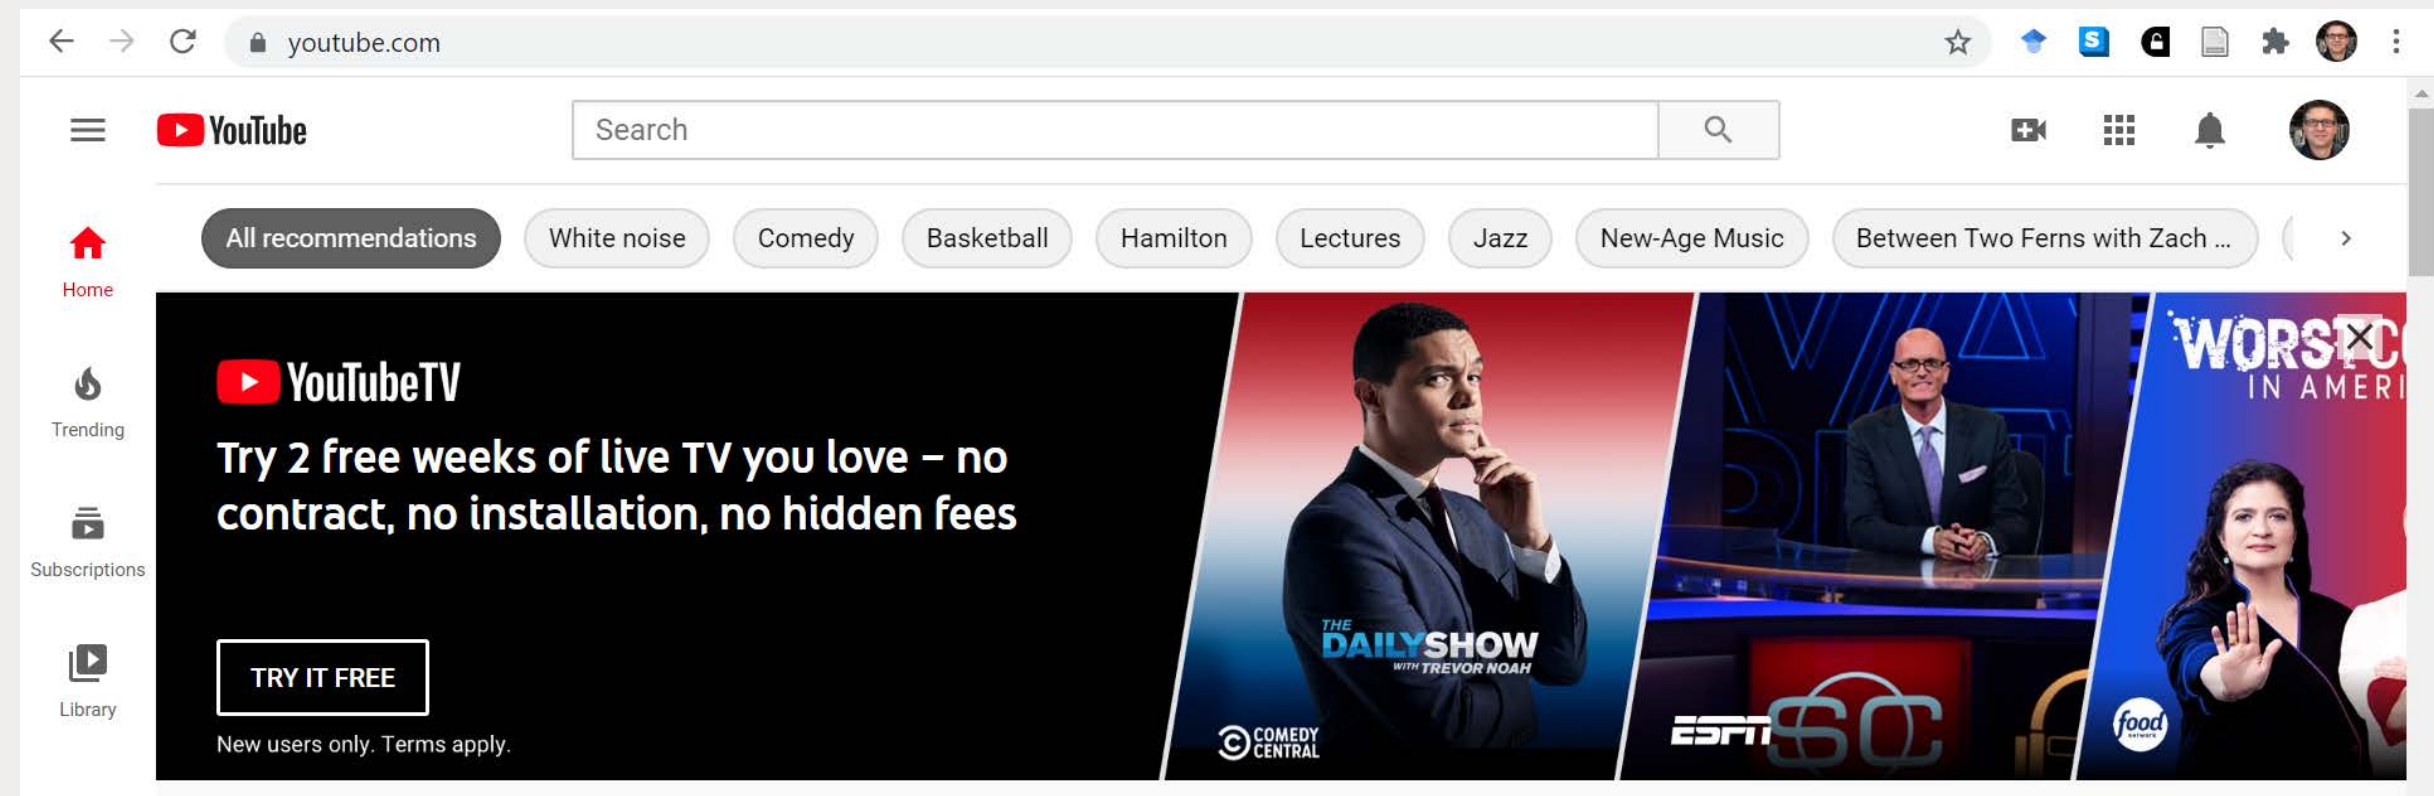 youtube.com
S
YouTube
Search
All recommendations
White noise
Comedy
Basketball
Hamilton
Lectures
Jazz
New-Age Music
Between Two Ferns with Zach ...
Home
Trending
Subscriptions
Library
YouTubeTV
Try 2 free weeks of live TV you love – no
contract, no installation, no hidden fees
TRY IT FREE
New users only. Terms apply.
THE
DAILY SHOW
WITH TREVOR NOAH
COMEDY
CENTRAL
ESPN
SC
WORST CO
IN AMERI
food
network